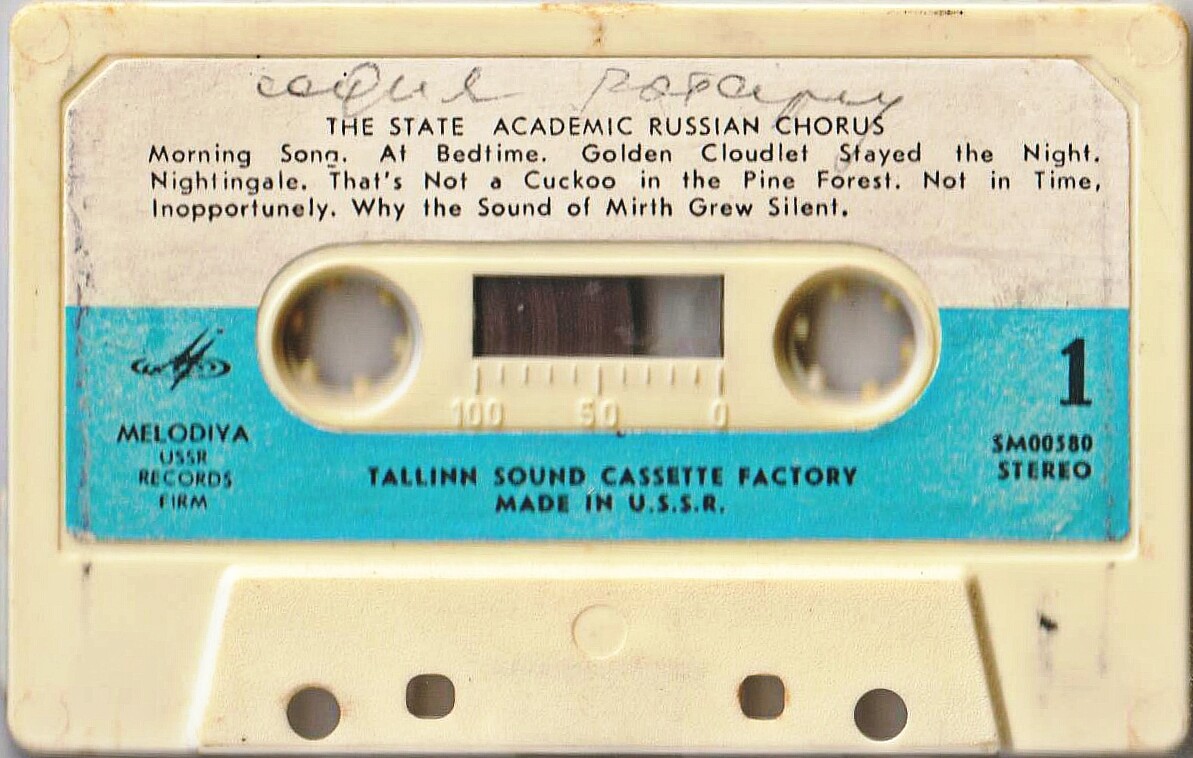 софия Ротару
THE STATE ACADEMIC RUSSIAN CHORUS
Morning Song. At Bedtime. Golden Cloudlet Stayed the Night.
Nightingale. That's Not a Cuckoo in the Pine Forest. Not in Time,
Inopportunely. Why the Sound of Mirth Grew Silent.
100 50 0
1
MELODIYA
USSR
RECORDS
FIRM
TALLINN SOUND CASSETTE FACTORY
MADE IN U.S.S.R.
SM00580
STEREO